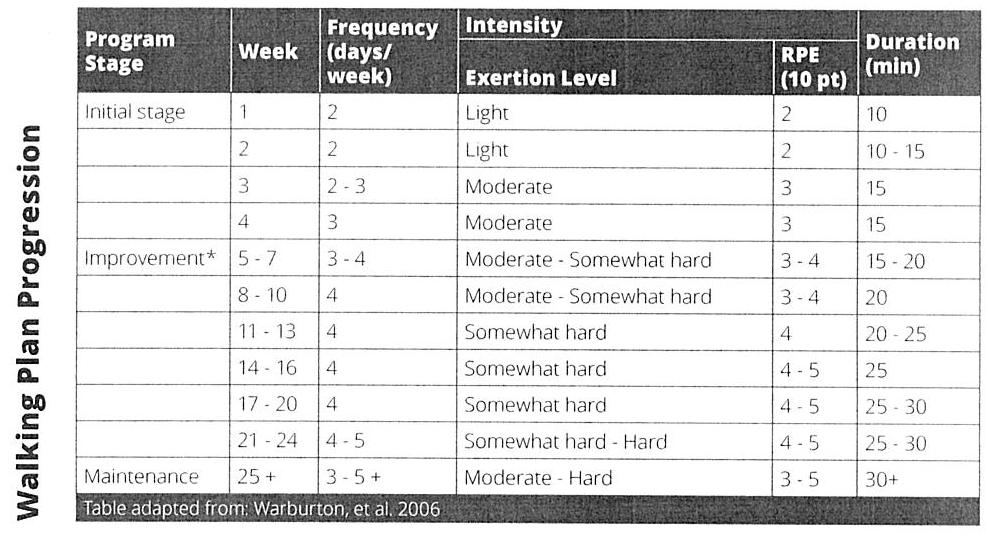 Walking Plan Progression
Program Stage | Week | Frequency (days/week) | Intensity | Duration (min)
Exertion Level | RPE (10 pt)
Initial stage | 1 | 2 | Light | 2 | 10
2 | 2 | Light | 2 | 10 - 15
3 | 2 - 3 | Moderate | 3 | 15
4 | 3 | Moderate | 3 | 15
Improvement* | 5 - 7 | 3 - 4 | Moderate - Somewhat hard | 3 - 4 | 15 - 20
8 - 10 | 4 | Moderate - Somewhat hard | 3 - 4 | 20
11 - 13 | 4 | Somewhat hard | 4 | 20 - 25
14 - 16 | 4 | Somewhat hard | 4 - 5 | 25
17 - 20 | 4 | Somewhat hard | 4 - 5 | 25 - 30
21 - 24 | 4 - 5 | Somewhat hard - Hard | 4 - 5 | 25 - 30
Maintenance | 25 + | 3 - 5 + | Moderate - Hard | 3 - 5 | 30+
Table adapted from: Warburton, et al. 2006